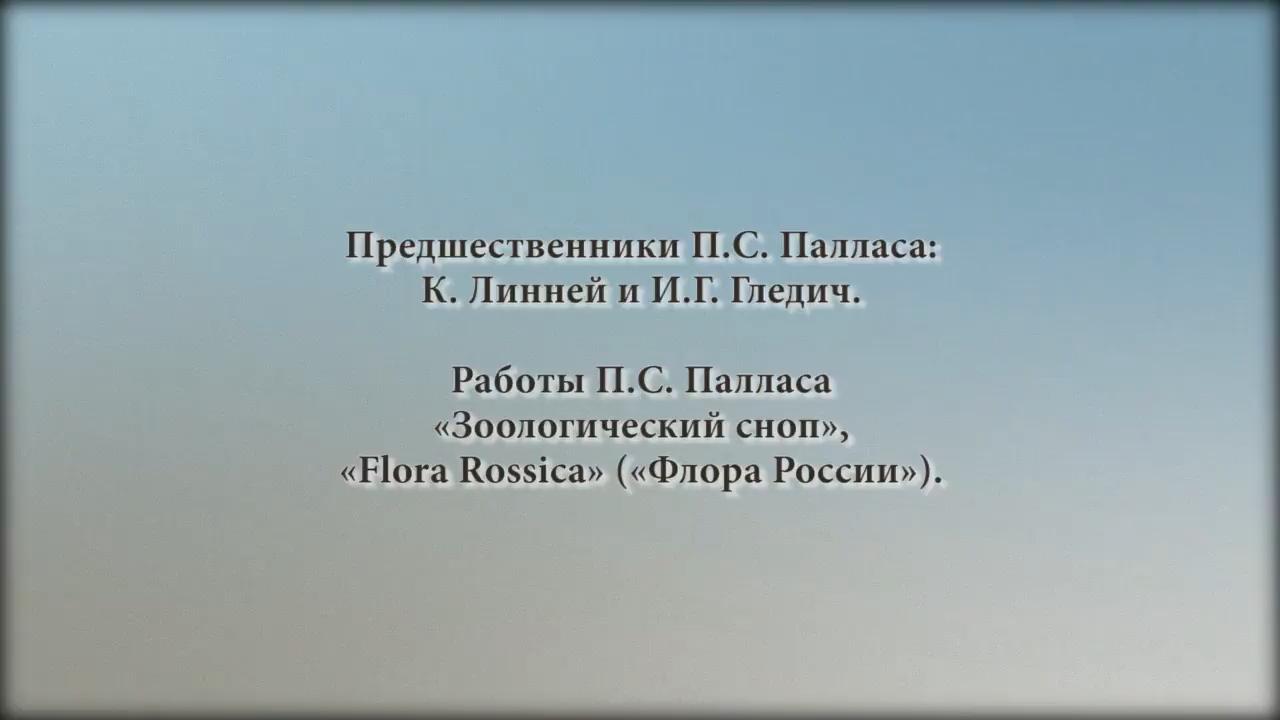 Предшественники П.С. Палласа:
К. Линней и И.Г. Гледич.
Работы П.С. Палласа
«Зоологический сноп»,
«Flora Rossica» («Флора России»).